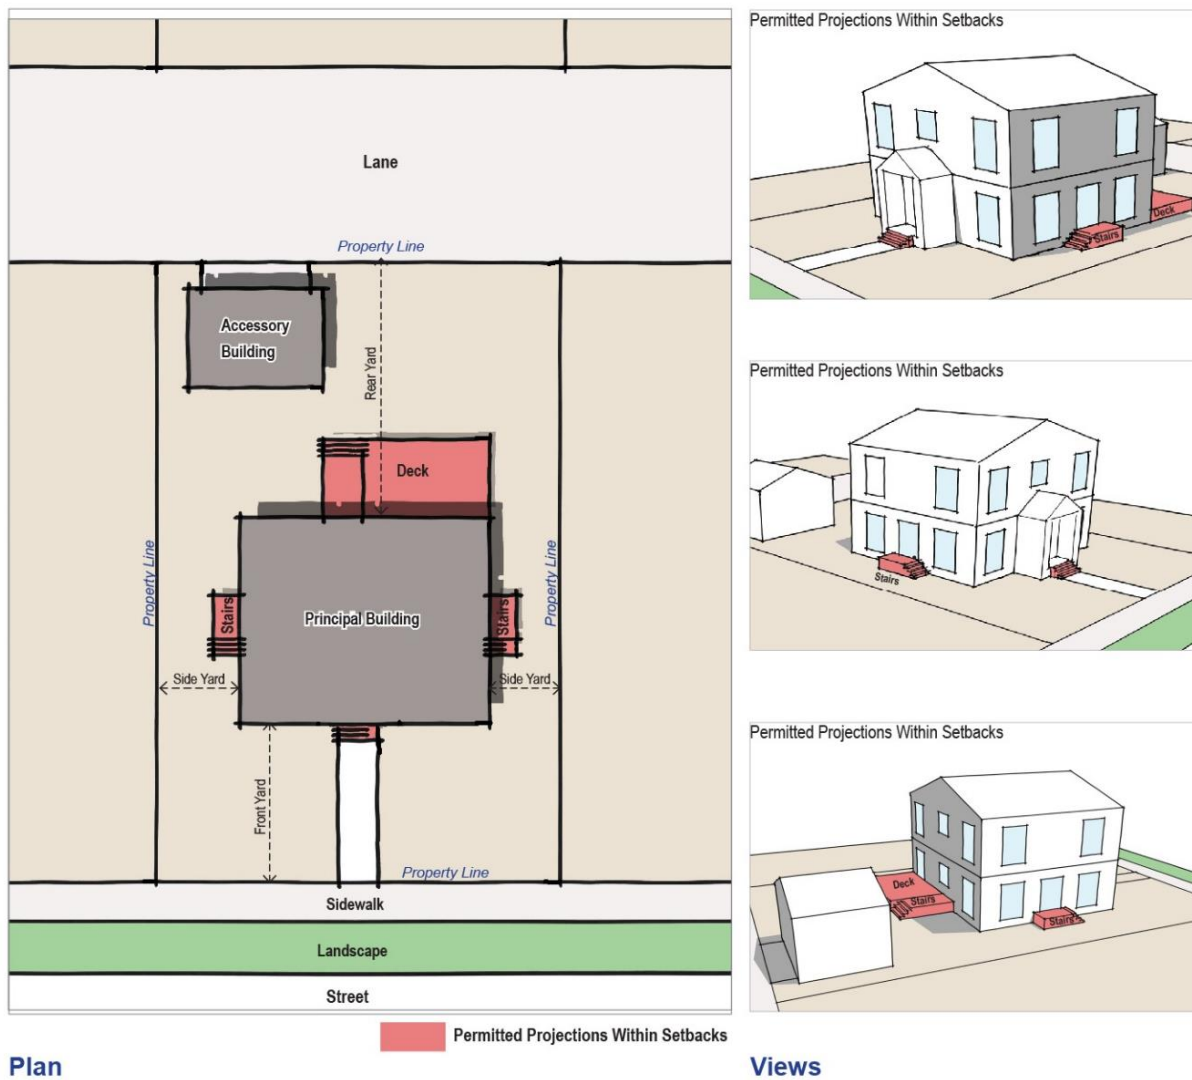 Lane
Property Line
Accessory
Building
Rear Yard
Deck
Property Line
Property Line
Stairs
Principal Building
Stairs
Side Yard
Side Yard
Front Yard
Property Line
Sidewalk
Landscape
Street
Permitted Projections Within Setbacks
Plan
Permitted Projections Within Setbacks
Deck
Stairs
Permitted Projections Within Setbacks
Stairs
Permitted Projections Within Setbacks
Deck
Stairs
Stairs
Views